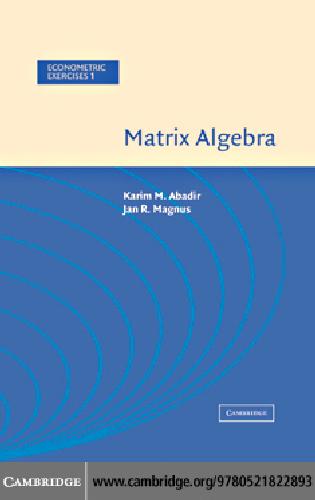 ECONOMETRIC
EXERCISES 1
Matrix Algebra
Karim M. Abadir
Jan R. Magnus
CAMBRIDGE
CAMBRIDGE www.cambridge.org/9780521822893